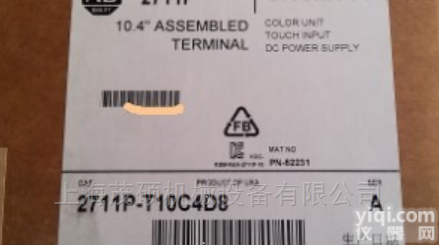 2711P
10.4" ASSEMBLED
TERMINAL
COLOR UNIT
TOUCH INPUT
DC POWER SUPPLY
FB
MAT NO
PN-62231
CAT
PRODUCT OF USA
SER
2711P-T10C4D8
A
上海莱硕机械设备有限公司
yiqi.com
仪器网